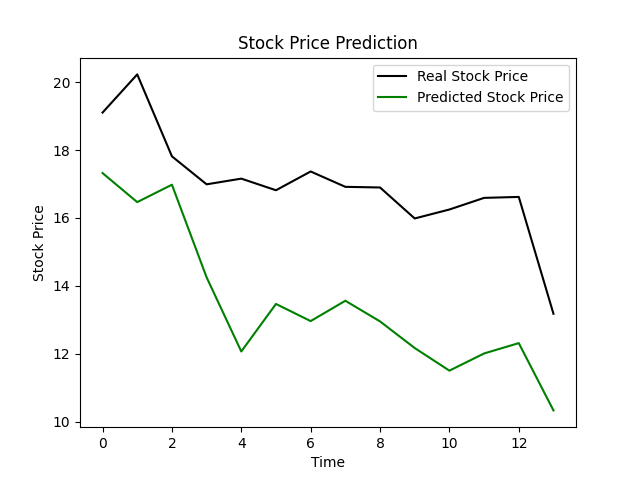 Stock Price Prediction
Real Stock Price
Predicted Stock Price
Stock Price
20
18
16
14
12
10
0 2 4 6 8 10 12
Time